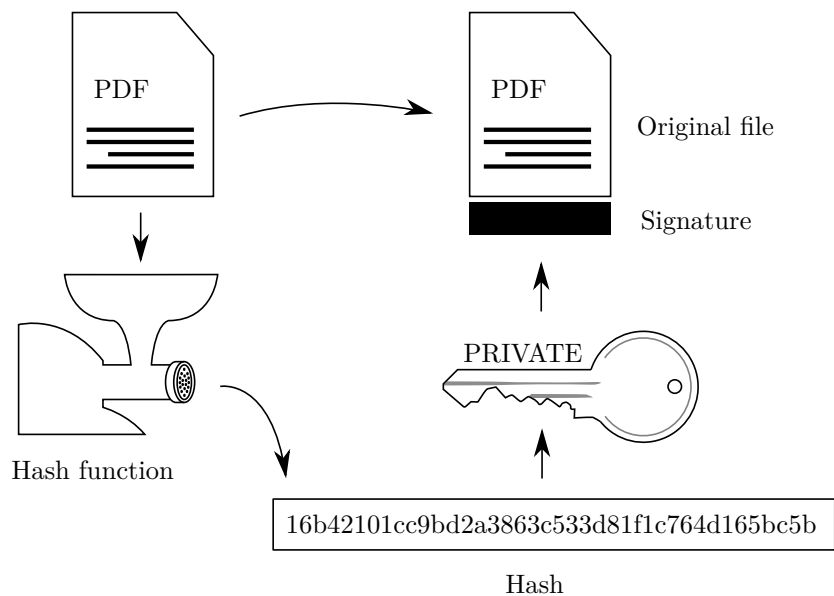 PDF
PDF
Original file
Signature
PRIVATE
Hash function
16b42101cc9bd2a3863c533d81f1c764d165bc5b
Hash